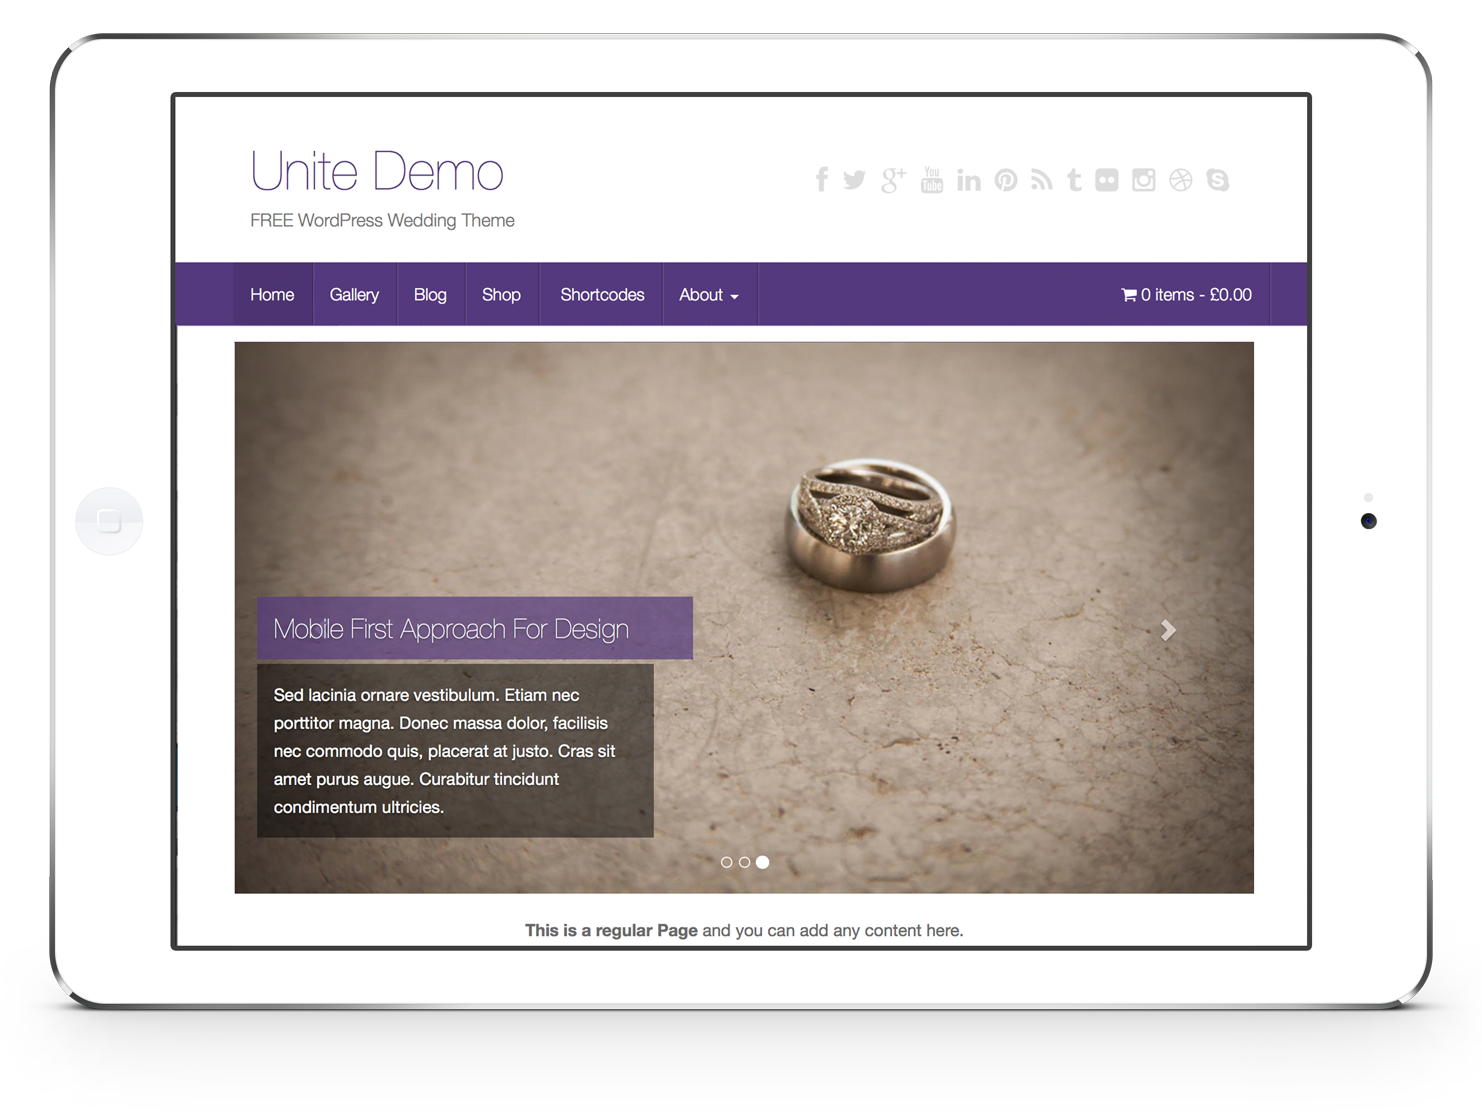 Unite Demo
FREE WordPress Wedding Theme
You
Tube
Home
Gallery
Blog
Shop
Shortcodes
About
0 items - £0.00
Mobile First Approach For Design
Sed lacinia ornare vestibulum. Etiam nec
porttitor magna. Donec massa dolor, facilisis
nec commodo quis, placerat at justo. Cras sit
amet purus augue. Curabitur tincidunt
condimentum ultricies.
This is a regular Page and you can add any content here.